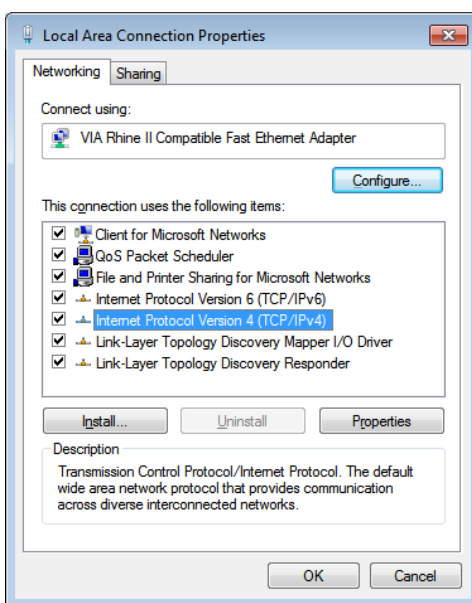 Local Area Connection Properties
Networking
Sharing
Connect using:
VIA Rhine II Compatible Fast Ethernet Adapter
Configure...
This connection uses the following items:
Client for Microsoft Networks
QoS Packet Scheduler
File and Printer Sharing for Microsoft Networks
Internet Protocol Version 6 (TCP/IPv6)
Internet Protocol Version 4 (TCP/IPv4)
Link-Layer Topology Discovery Mapper I/O Driver
Link-Layer Topology Discovery Responder
Install...
Uninstall
Properties
Description
Transmission Control Protocol/Internet Protocol. The default
wide area network protocol that provides communication
across diverse interconnected networks.
OK
Cancel